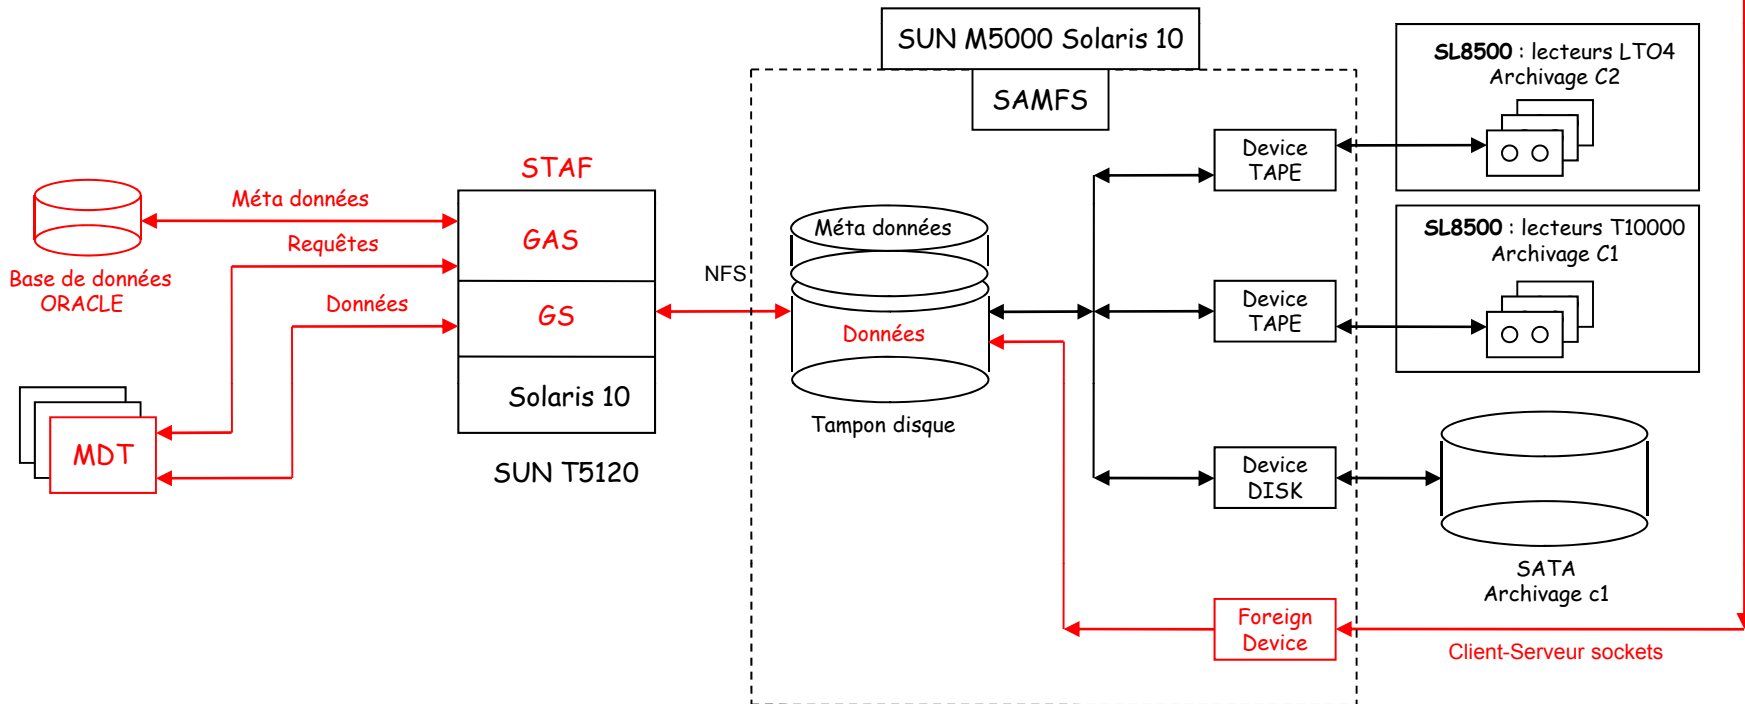 SUN M5000 Solaris 10
SAMFS
SL8500 : lecteurs LTO4
Archivage C2
Device
TAPE
STAF
Méta données
GAS
Requêtes
Base de données
ORACLE
Données
GS
Solaris 10
MDT
SUN T5120
NFS
Méta données
Données
Tampon disque
SL8500 : lecteurs T10000
Archivage C1
Device
TAPE
Device
DISK
SATA
Archivage c1
Foreign
Device
Client-Serveur sockets